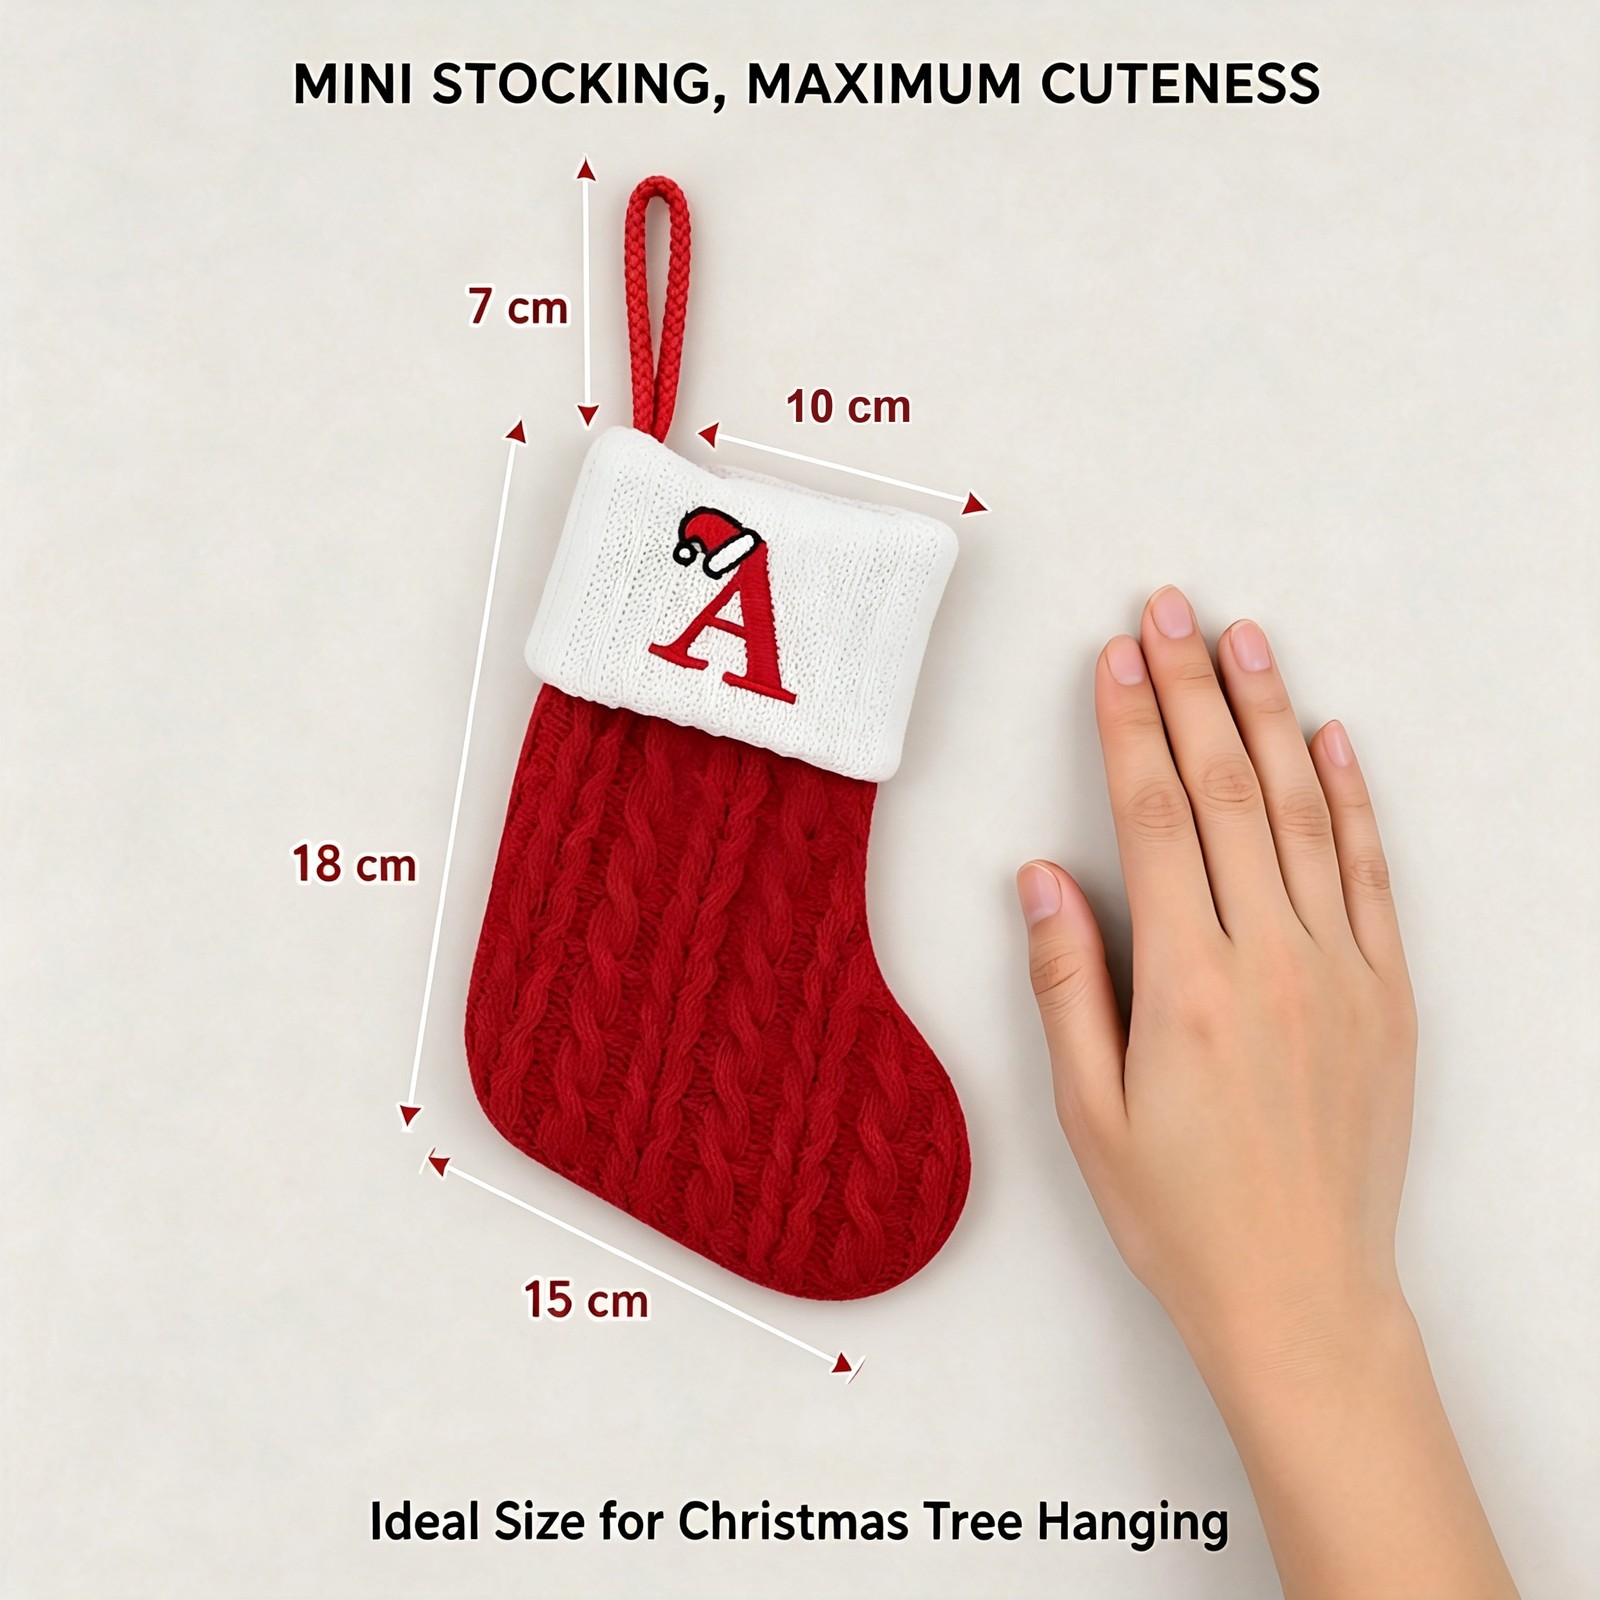 MINI STOCKING, MAXIMUM CUTENESS
7 cm
10 cm
A
18 cm
15 cm
Ideal Size for Christmas Tree Hanging